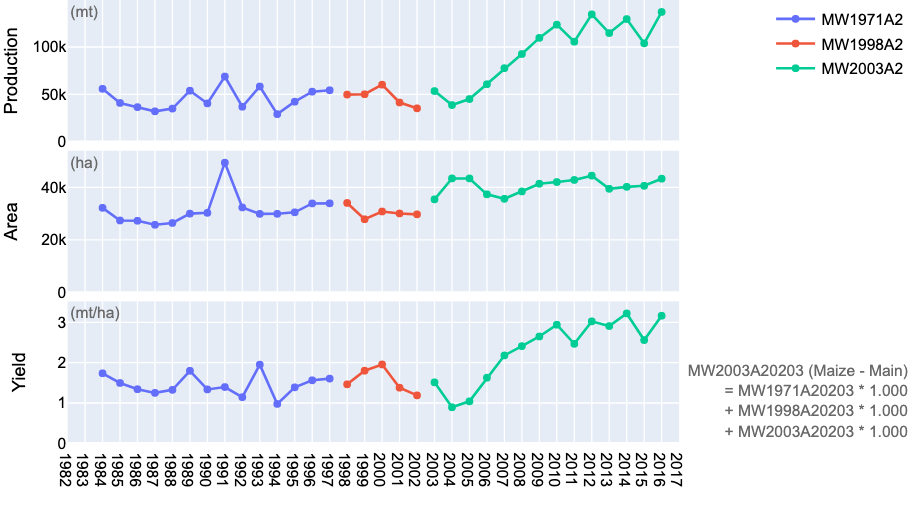 (mt)
Production
100k
50k
0
MW1971A2
MW1998A2
MW2003A2
(ha)
Area
40k
20k
0
(mt/ha)
Yield
3
2
1
0
MW2003A20203 (Maize - Main)
= MW1971A20203 * 1.000
+ MW1998A20203 * 1.000
+ MW2003A20203 * 1.000
1982
1983
1984
1985
1986
1987
1988
1989
1990
1991
1992
1993
1994
1995
1996
1997
1998
1999
2000
2001
2002
2003
2004
2005
2006
2007
2008
2009
2010
2011
2012
2013
2014
2015
2016
2017